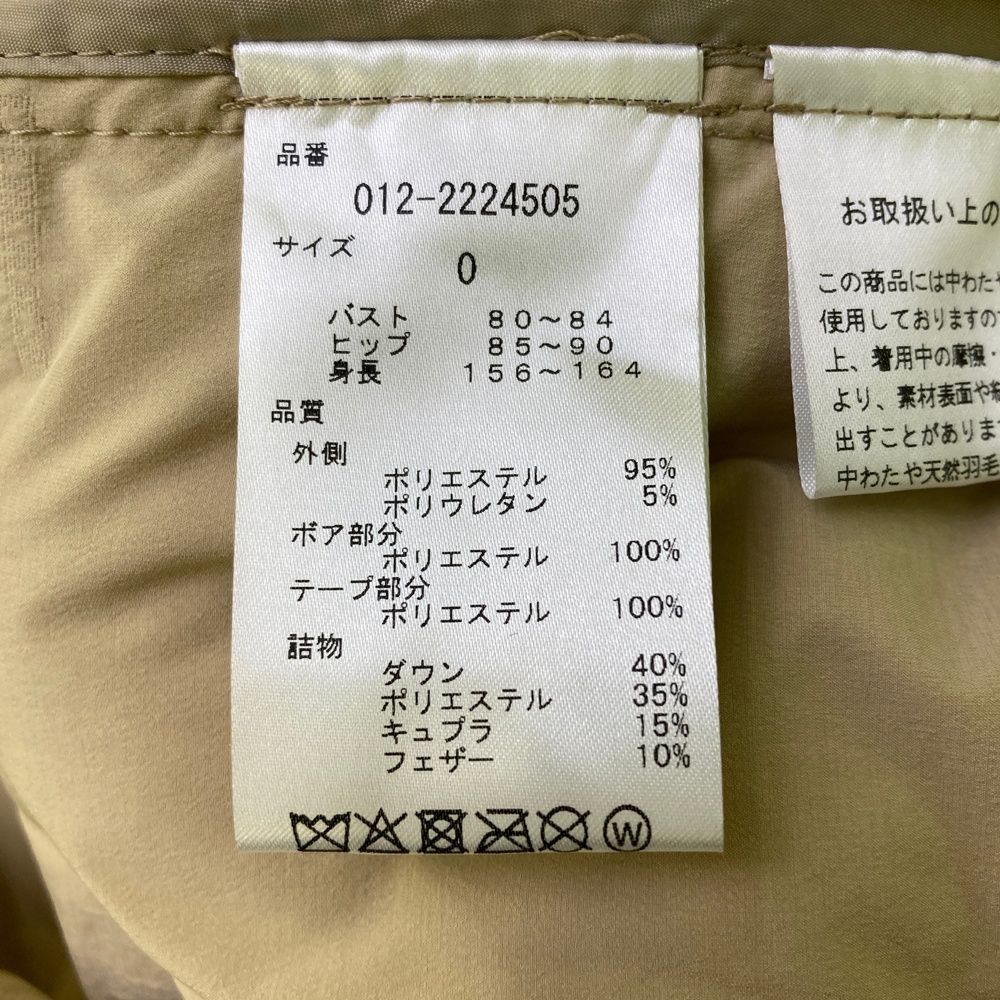 品番
012-2224505
サイズ
0
バスト 80～84
ヒップ 85～90
身長 156～164
品質
外側
ポリエステル 95%
ポリウレタン 5%
ボア部分
ポリエステル 100%
テープ部分
ポリエステル 100%
詰物
ダウン 40%
ポリエステル 35%
キュプラ 15%
フェザー 10%
W
お取扱い上の
この商品には中わたや
使用しておりますので
上、着用中の摩擦・
より、素材表面や
出すことがあります
中わたや天然羽毛